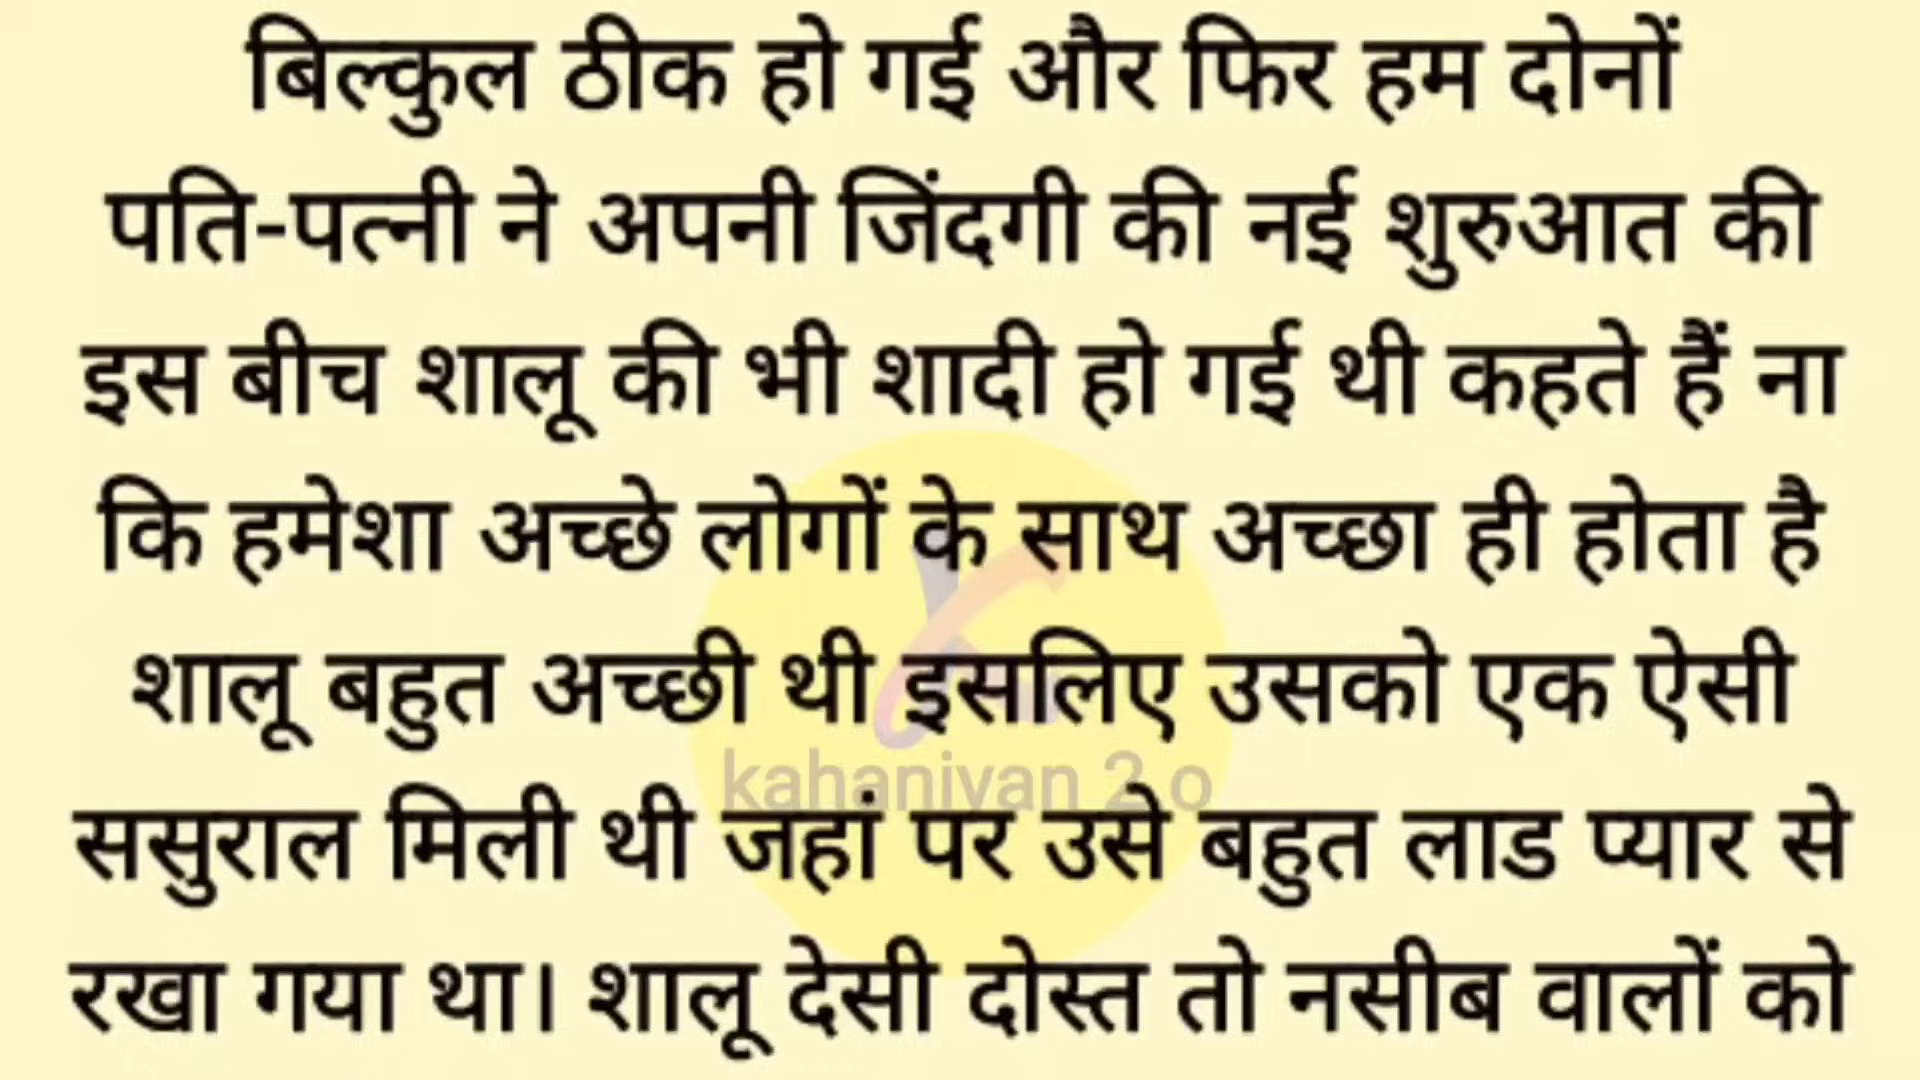 बिल्कुल ठीक हो गई और फिर हम दोनों
पति-पत्नी ने अपनी जिंदगी की नई शुरुआत की
इस बीच शालू की भी शादी हो गई थी कहते हैं ना
कि हमेशा अच्छे लोगों के साथ अच्छा ही होता है
शालू बहुत अच्छी थी इसलिए उसको एक ऐसी
kahanivan 2.o
ससुराल मिली थी जहां पर उसे बहुत लाड प्यार से
रखा गया था। शालू देसी दोस्त तो नसीब वालों को